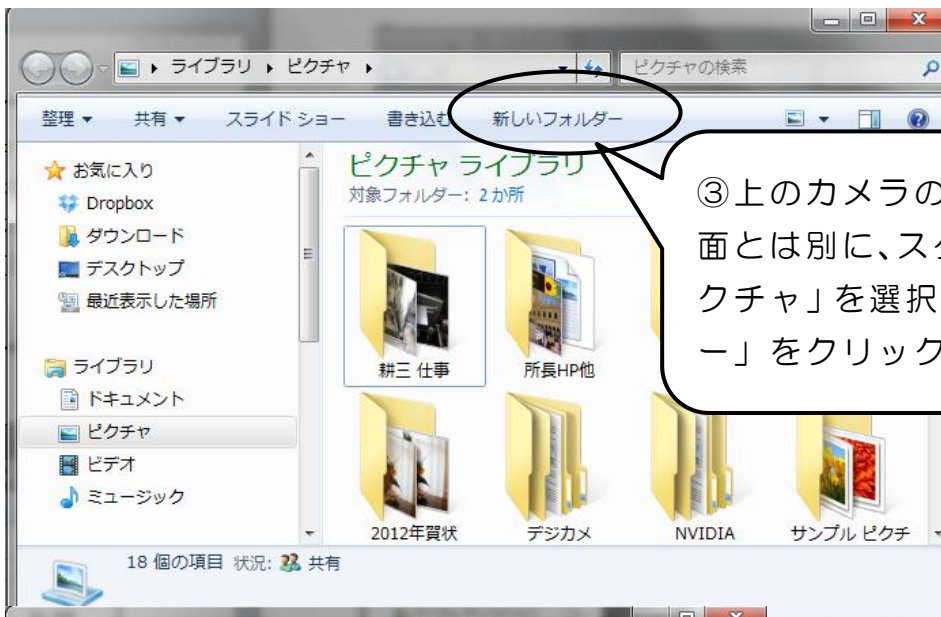 ライブラリ ピクチャ
ピクチャの検索
整理 共有 スライド ショー 書き込む 新しいフォルダー
お気に入り
Dropbox
ダウンロード
デスクトップ
最近表示した場所
ライブラリ
ドキュメント
ピクチャ
ビデオ
ミュージック
ピクチャ ライブラリ
対象フォルダー: 2 か所
耕三 仕事
所長HP他
2012年賀状
デジカメ
NVIDIA
サンプル ピクチ
③上のカメラの
面とは別に、スタ
クチャ」を選択
ー」をクリック
18 個の項目 状況: 共有